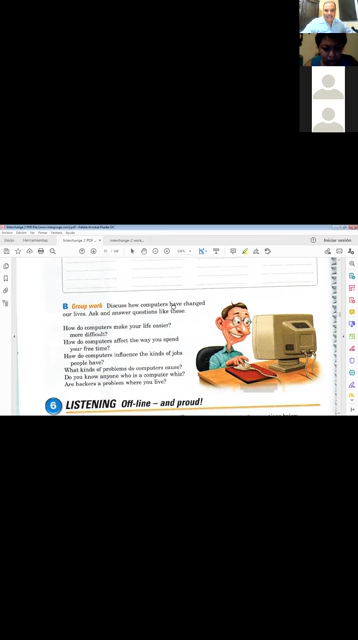 Inicio
Herramientas
Interchange 2 PDF
Iniciar sesión
B Group work Discuss how computers have changed
our lives. Ask and answer questions like these:
How do computers make your life easier?
more difficult?
How do computers affect the way you spend
your free time?
How do computers influence the kinds of jobs
people have?
What kinds of problems do computers cause?
Do you know anyone who is a computer whiz?
Are hackers a problem where you live?
6 LISTENING Off-line – and proud!